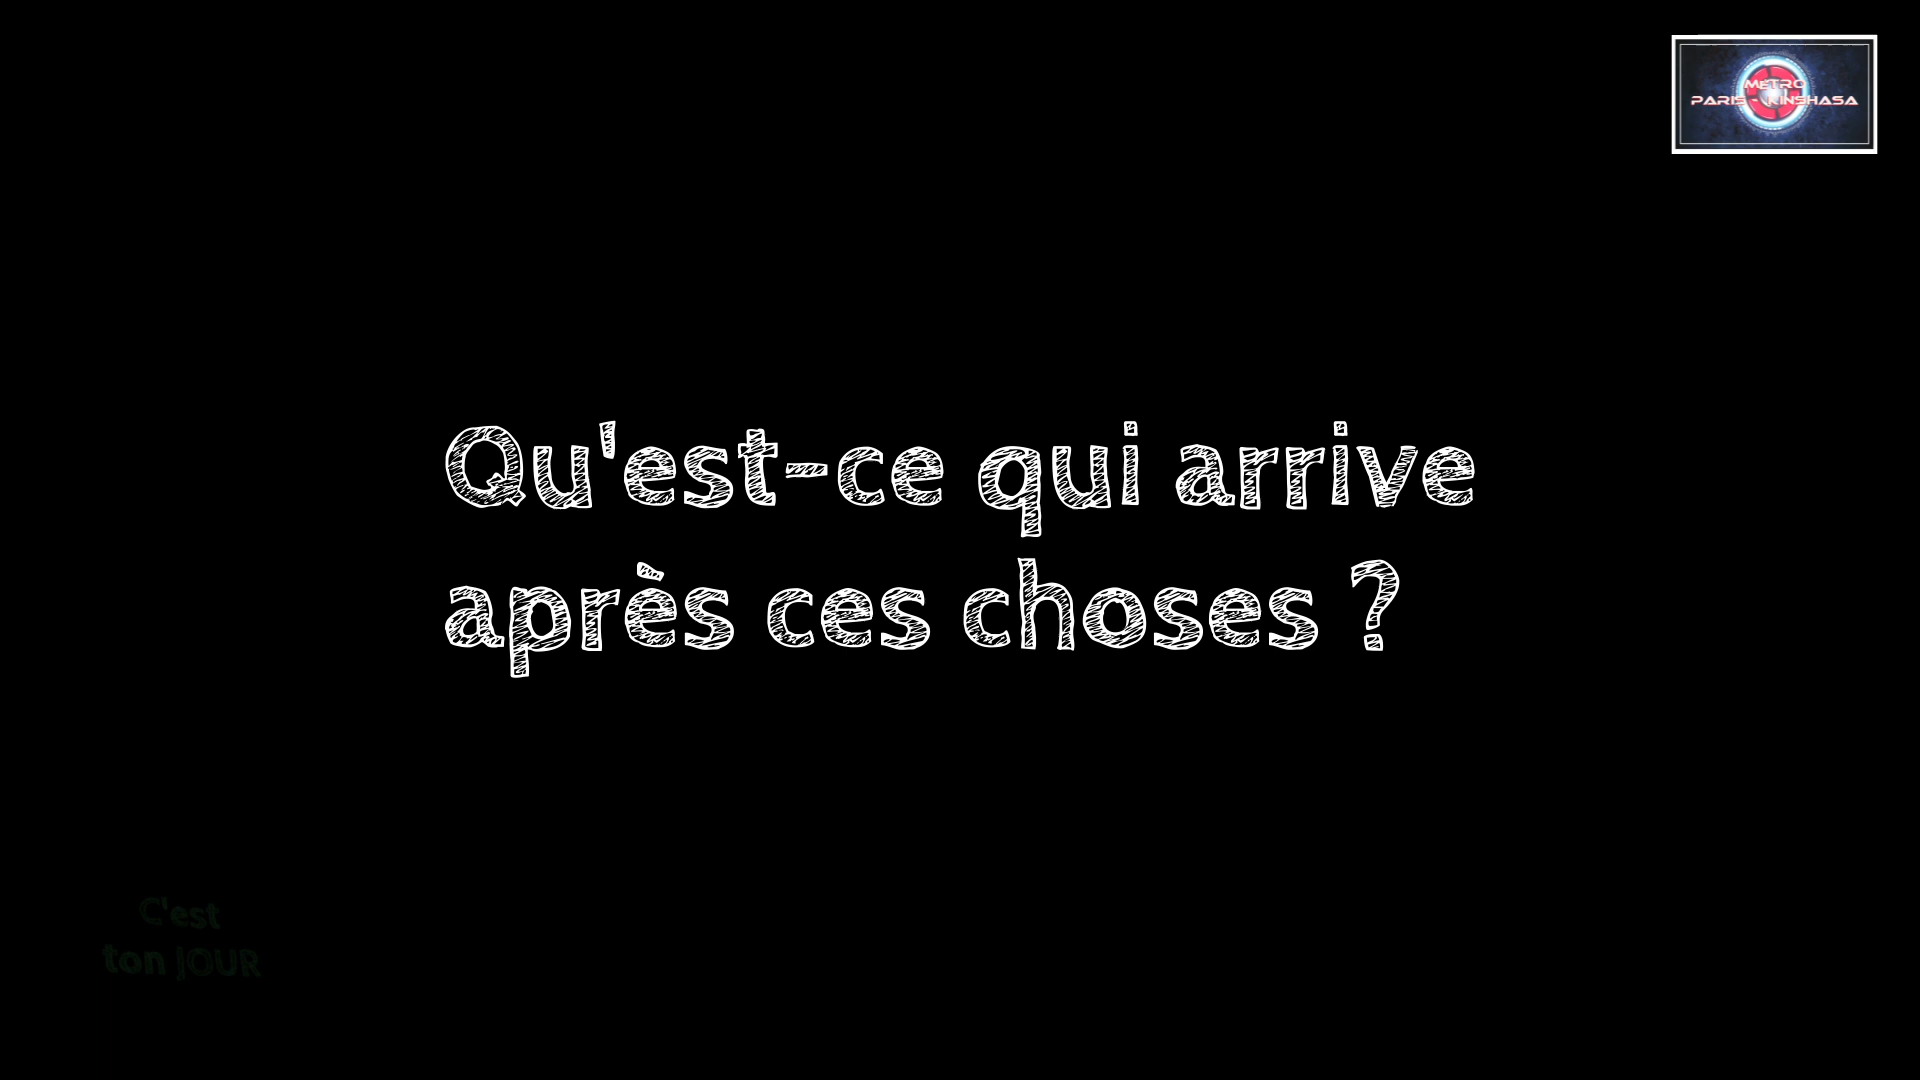 METRO
PARIS - KINSHASA
Qu'est-ce qui arrive
après ces choses ?
C'est
ton JOUR